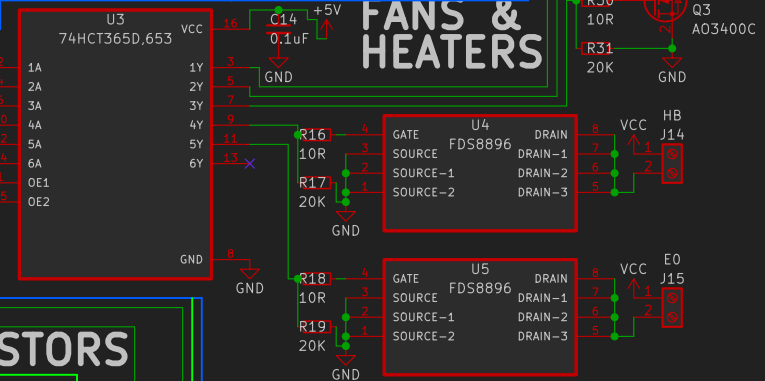 U3
74HCT365D,653
VCC
16
C14
0.1uF
+5V
GND
FANS &
HEATERS
R30
10R
R31
20K
Q3
AO3400C
2
GND
1A
2A
3A
4A
5A
6A
OE1
OE2
1Y 3
2Y 5
3Y 7
4Y 9
5Y 11
6Y 13
GND 8
GND
R16
10R
R17
20K
GND
U4
FDS8896
4 GATE DRAIN 8
3 SOURCE DRAIN-1 7
2 SOURCE-1 DRAIN-2 6
1 SOURCE-2 DRAIN-3 5
HB
J14
VCC
1
2
R18
10R
R19
20K
GND
U5
FDS8896
4 GATE DRAIN 8
3 SOURCE DRAIN-1 7
2 SOURCE-1 DRAIN-2 6
1 SOURCE-2 DRAIN-3 5
E0
J15
VCC
1
2
STORS